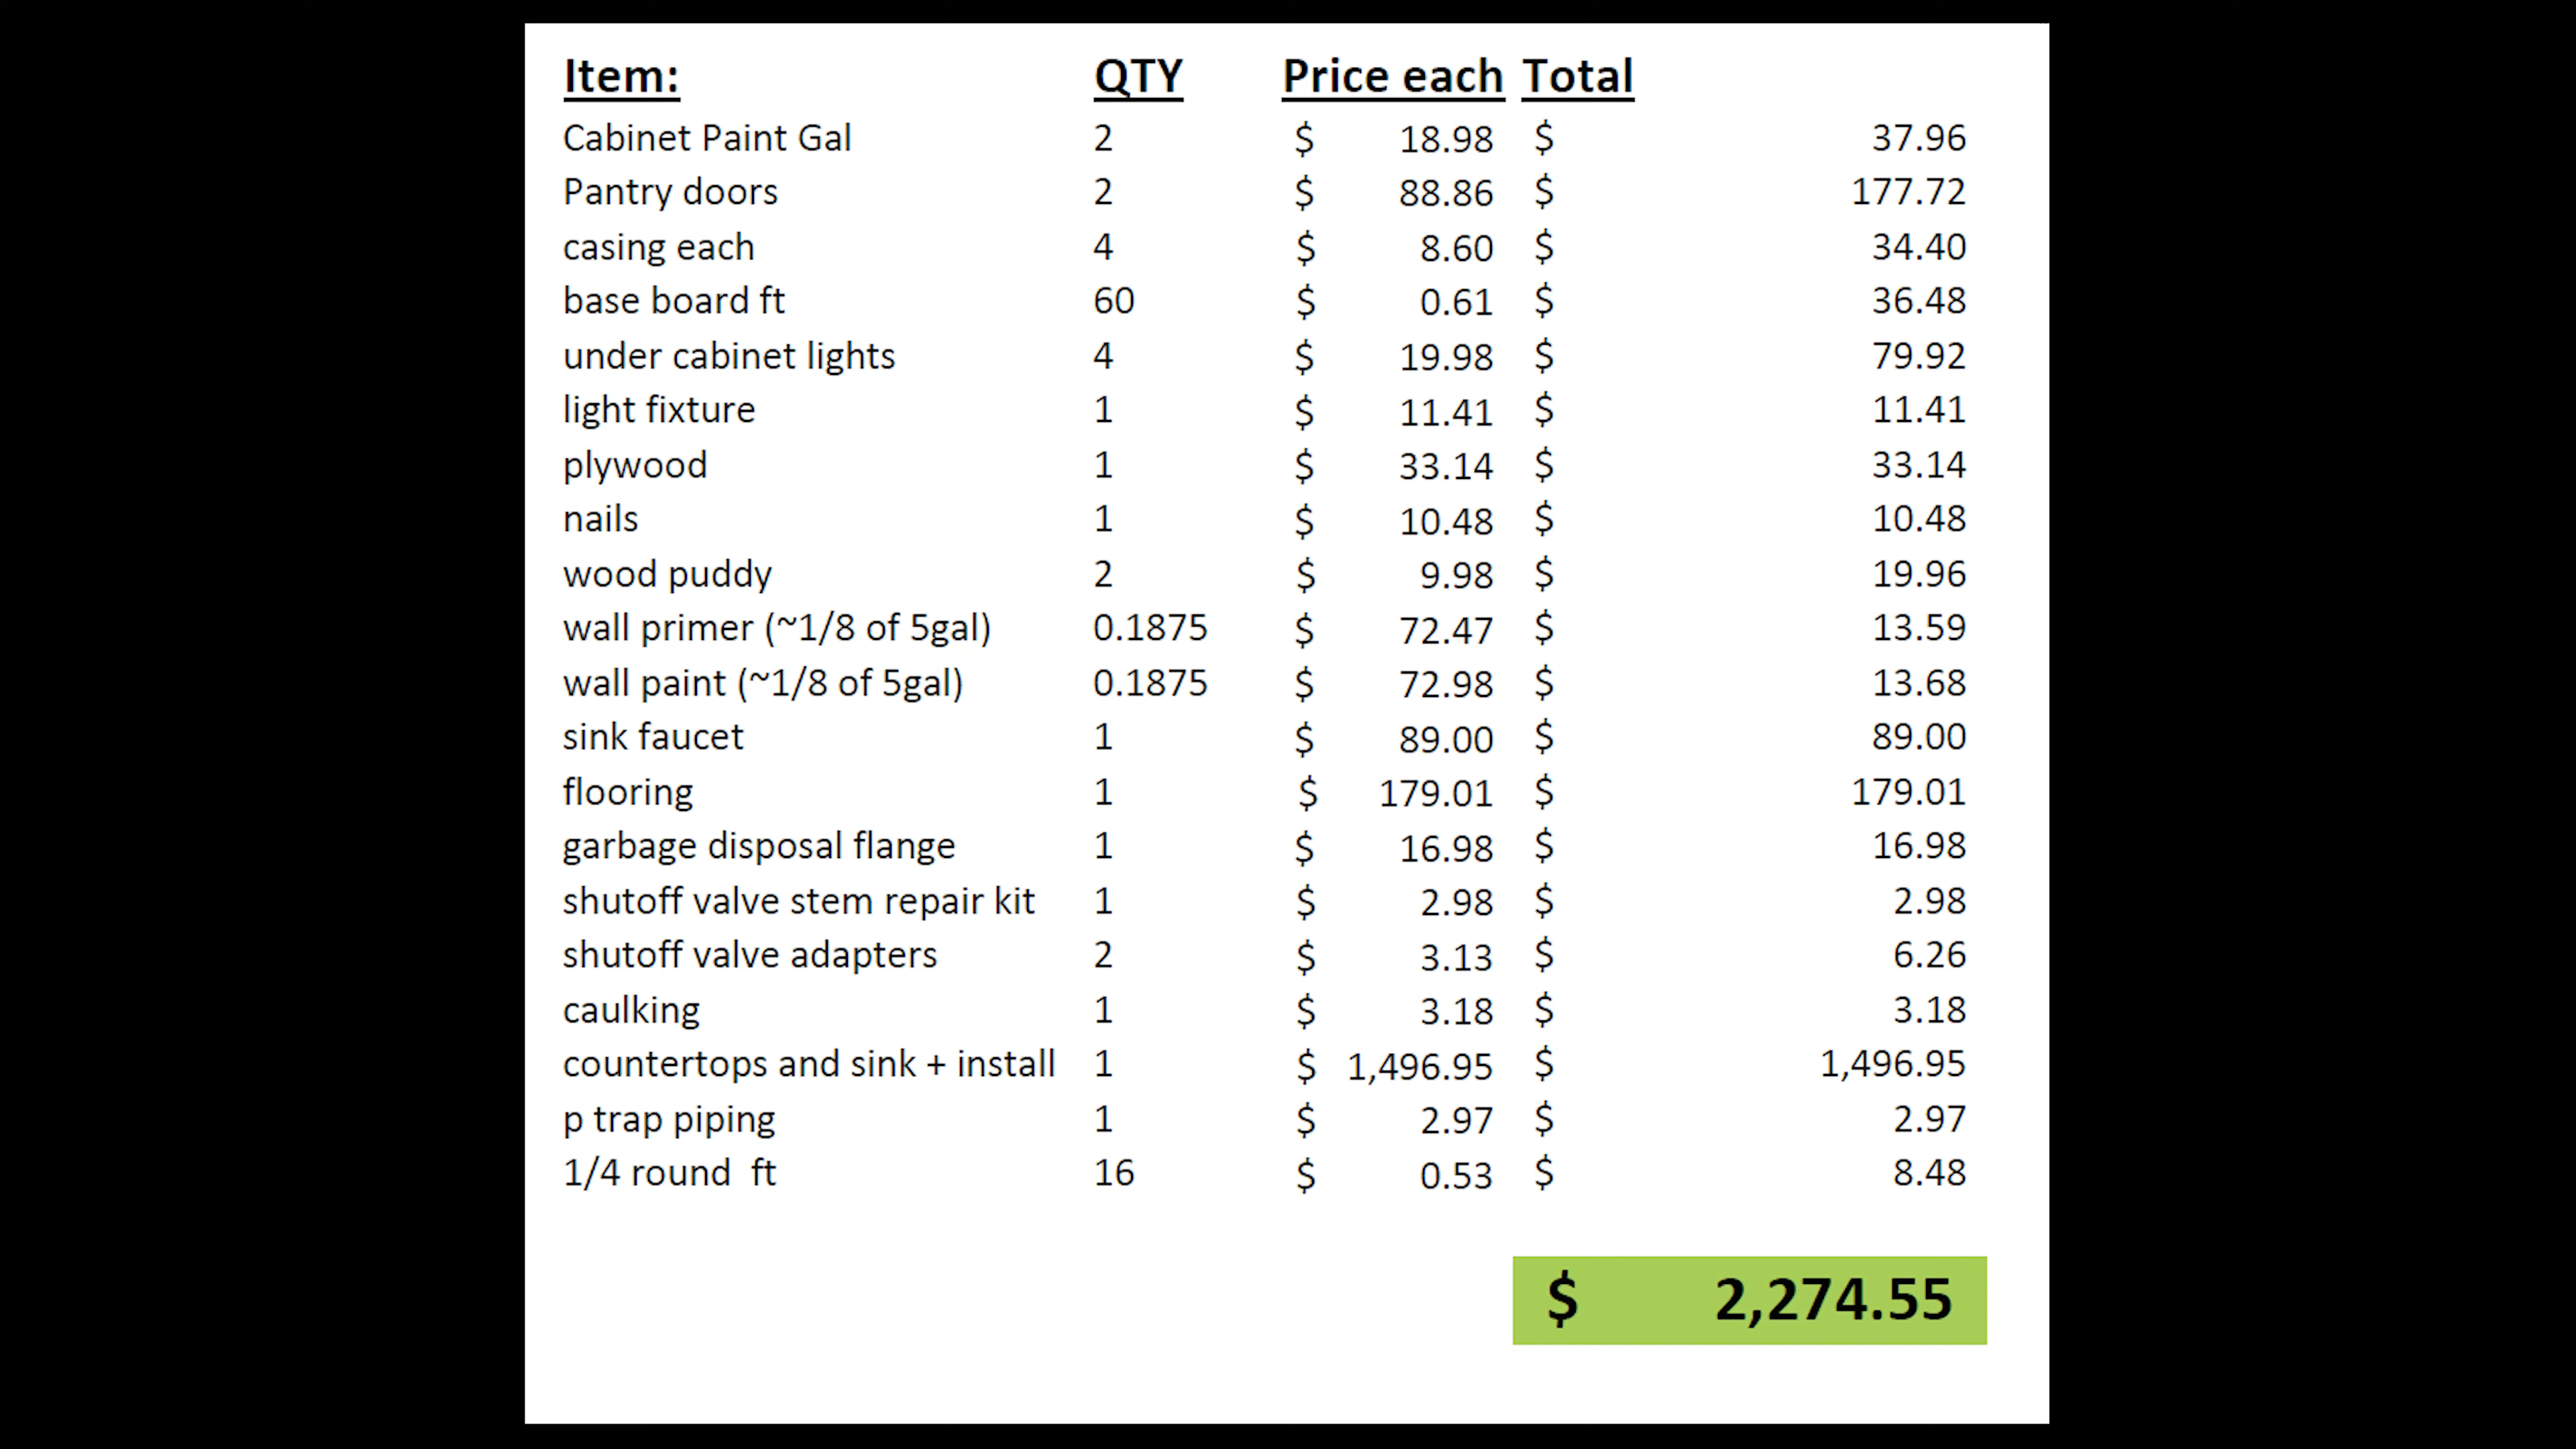 Item: QTY Price each Total
Cabinet Paint Gal 2 $ 18.98 $ 37.96
Pantry doors 2 $ 88.86 $ 177.72
casing each 4 $ 8.60 $ 34.40
base board ft 60 $ 0.61 $ 36.48
under cabinet lights 4 $ 19.98 $ 79.92
light fixture 1 $ 11.41 $ 11.41
plywood 1 $ 33.14 $ 33.14
nails 1 $ 10.48 $ 10.48
wood puddy 2 $ 9.98 $ 19.96
wall primer (~1/8 of 5gal) 0.1875 $ 72.47 $ 13.59
wall paint (~1/8 of 5gal) 0.1875 $ 72.98 $ 13.68
sink faucet 1 $ 89.00 $ 89.00
flooring 1 $ 179.01 $ 179.01
garbage disposal flange 1 $ 16.98 $ 16.98
shutoff valve stem repair kit 1 $ 2.98 $ 2.98
shutoff valve adapters 2 $ 3.13 $ 6.26
caulking 1 $ 3.18 $ 3.18
countertops and sink + install 1 $ 1,496.95 $ 1,496.95
p trap piping 1 $ 2.97 $ 2.97
1/4 round ft 16 $ 0.53 $ 8.48
$ 2,274.55